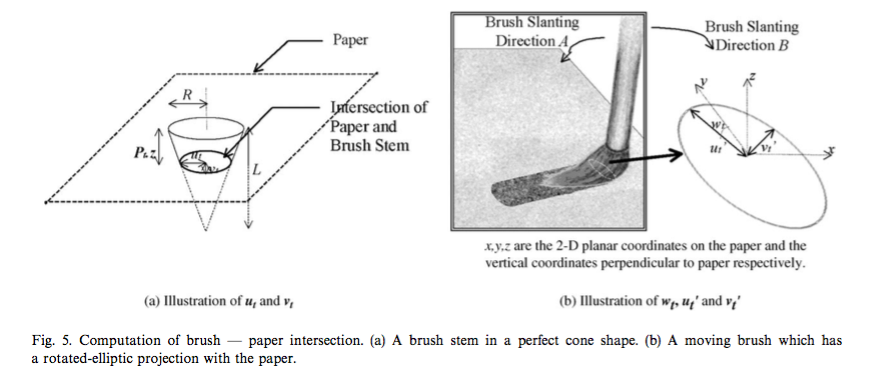 Paper
R
Intersection of
Paper and
Brush Stem
L
Brush Slanting
Direction A
Brush Slanting
Direction B
z
y
x
w_t
u_t'
v_t'
x,y,z are the 2-D planar coordinates on the paper and the
vertical coordinates perpendicular to paper respectively.
(a) Illustration of u_t and v_t
(b) Illustration of w_t, u_t' and v_t'
Fig. 5. Computation of brush — paper intersection. (a) A brush stem in a perfect cone shape. (b) A moving brush which has
a rotated-elliptic projection with the paper.